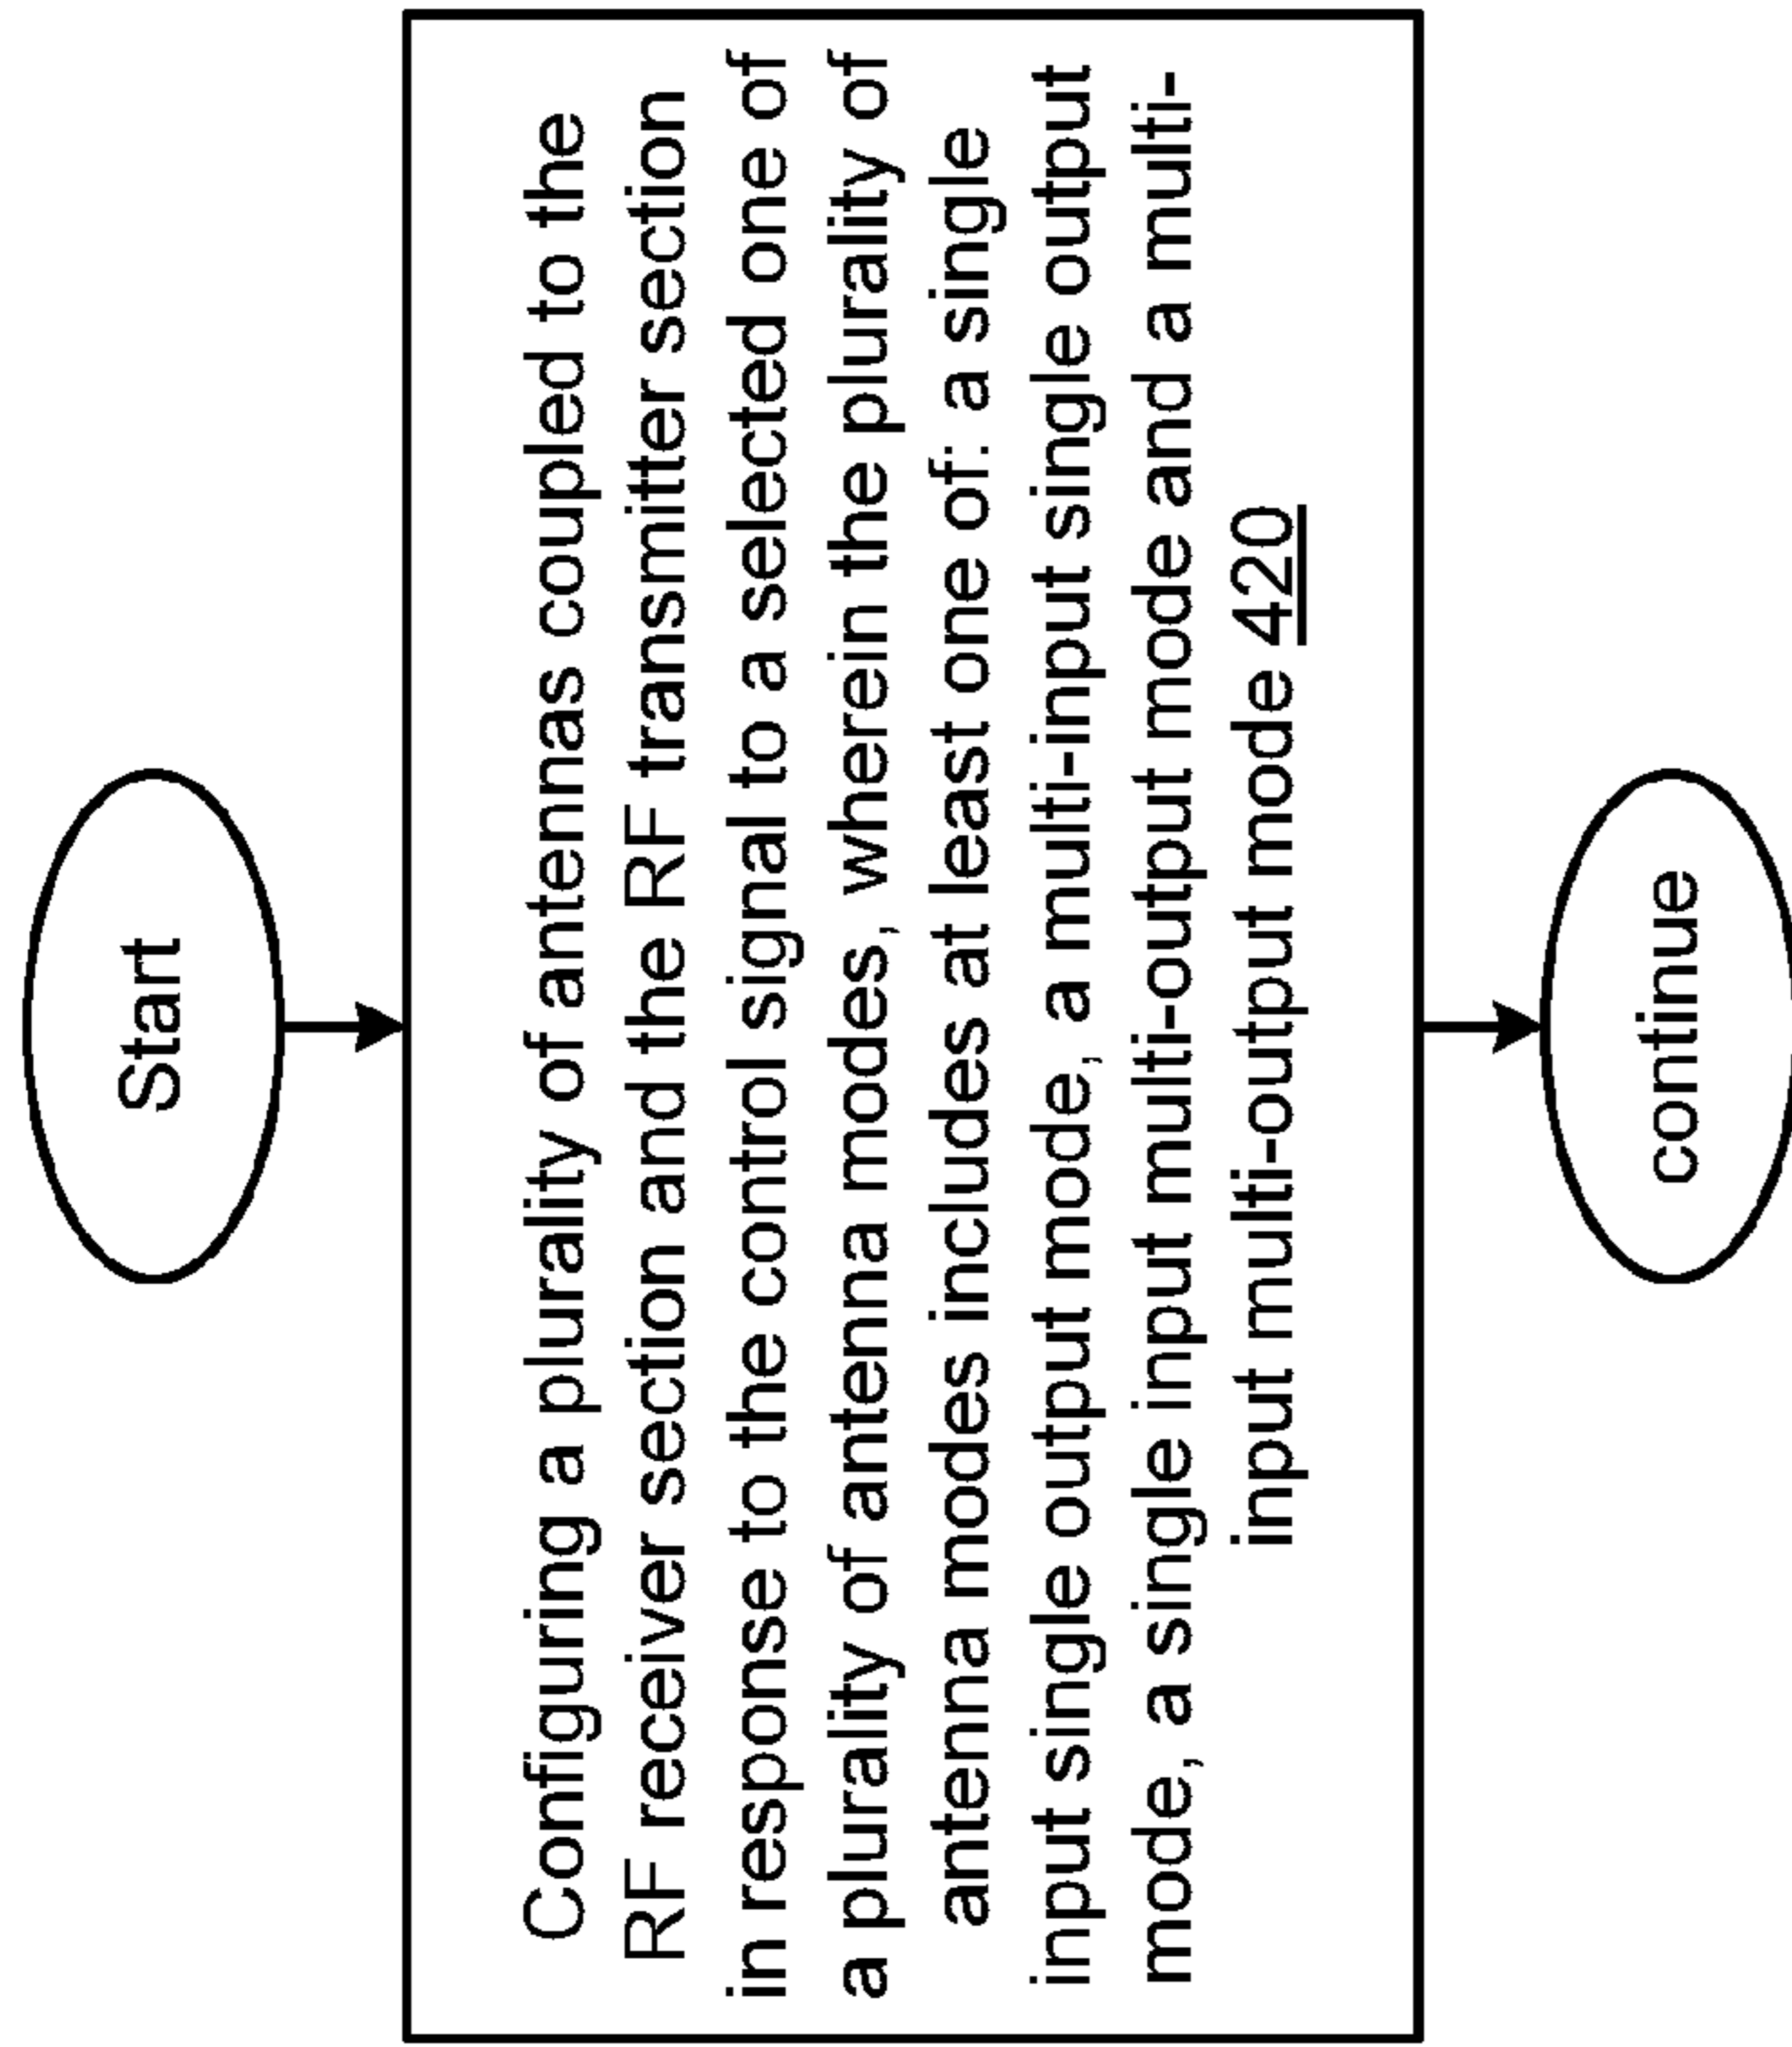 Start
Configuring a plurality of antennas coupled to the
RF receiver section and the RF transmitter section
in response to the control signal to a selected one of
a plurality of antenna modes, wherein the plurality of
antenna modes includes at least one of: a single
input single output mode, a multi-input single output
mode, a single input multi-output mode and a multi-
input multi-output mode 420
continue